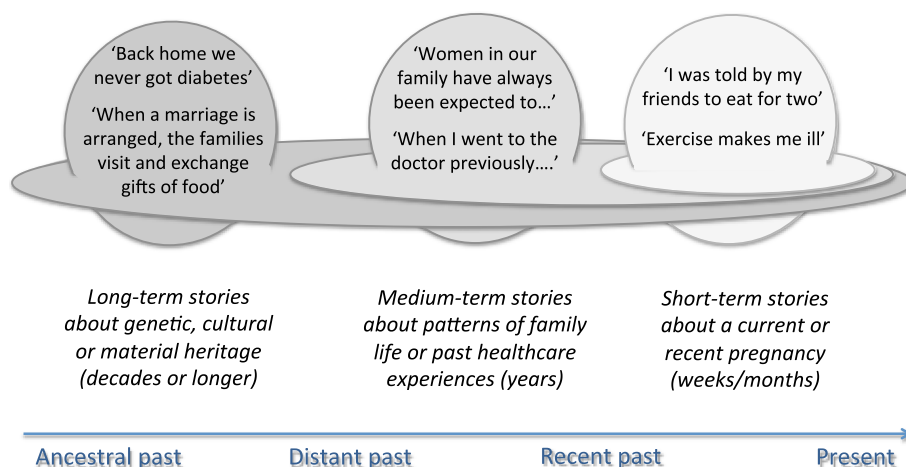 ‘Back home we
never got diabetes’
‘When a marriage is
arranged, the families
visit and exchange
gifts of food’
‘Women in our
family have always
been expected to...’
‘When I went to the
doctor previously....’
‘I was told by my
friends to eat for two’
‘Exercise makes me ill’
Long-term stories
about genetic, cultural
or material heritage
(decades or longer)
Medium-term stories
about patterns of family
life or past healthcare
experiences (years)
Short-term stories
about a current or
recent pregnancy
(weeks/months)
Ancestral past
Distant past
Recent past
Present